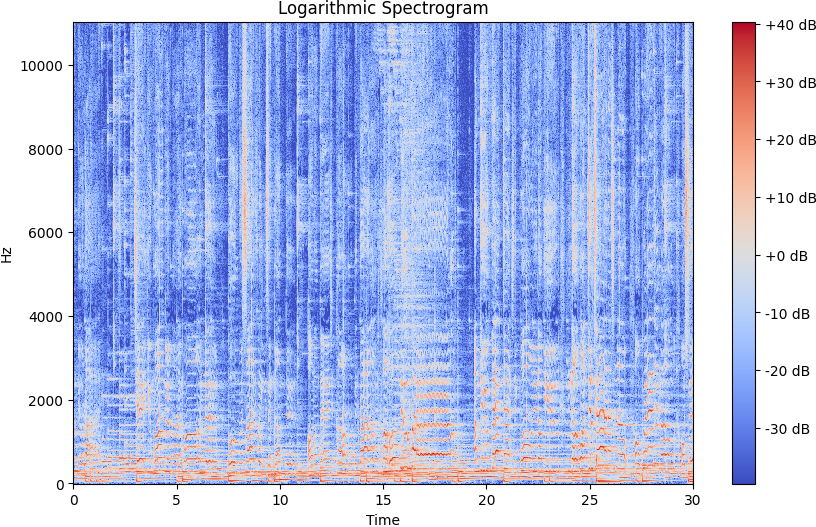 Logarithmic Spectrogram
Hz
10000
8000
6000
4000
2000
0
0 5 10 15 20 25 30
Time
+40 dB
+30 dB
+20 dB
+10 dB
+0 dB
-10 dB
-20 dB
-30 dB